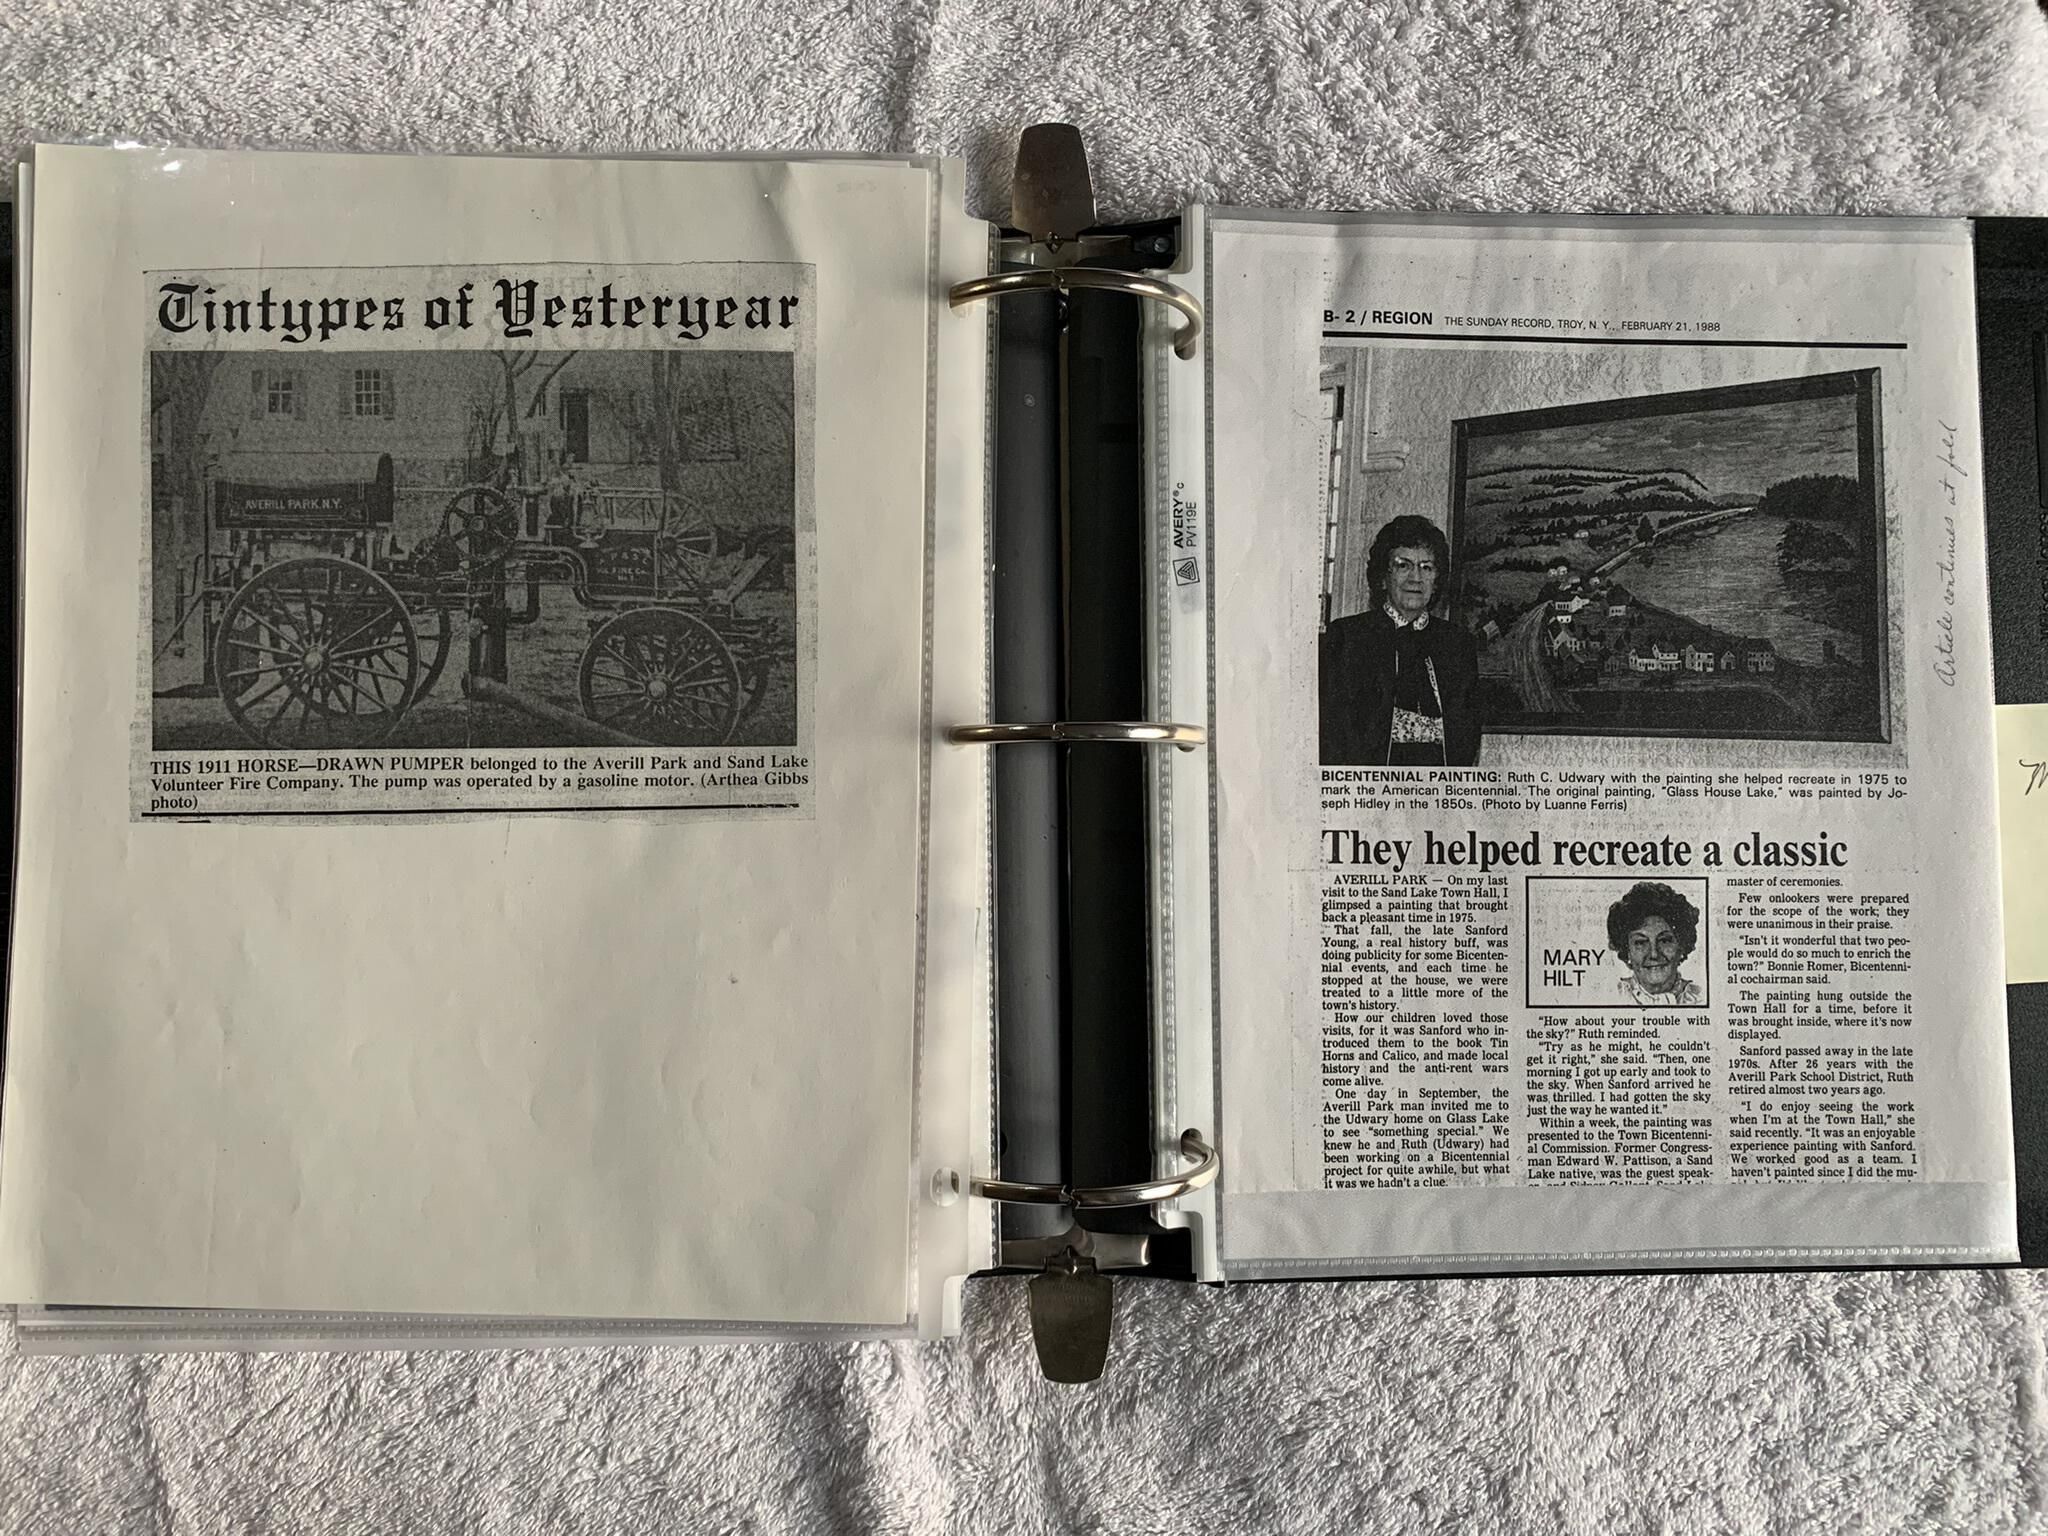 Tintypes of Yesteryear
AVERILL PARK.N.Y.
THIS 1911 HORSE—DRAWN PUMPER belonged to the Averill Park and Sand Lake
Volunteer Fire Company. The pump was operated by a gasoline motor. (Arthea Gibbs
photo)
AVERY®
PV119E
B- 2 / REGION THE SUNDAY RECORD, TROY, N. Y., FEBRUARY 21, 1988
Article continues at fold
BICENTENNIAL PAINTING: Ruth C. Udwary with the painting she helped recreate in 1975 to
mark the American Bicentennial. The original painting, "Glass House Lake," was painted by Jo-
seph Hidley in the 1850s. (Photo by Luanne Ferris)
They helped recreate a classic
AVERILL PARK — On my last
visit to the Sand Lake Town Hall, I
glimpsed a painting that brought
back a pleasant time in 1975.
That fall, the late Sanford
Young, a real history buff, was
doing publicity for some Bicenten-
nial events, and each time he
stopped at the house, we were
treated to a little more of the
town's history.
How our children loved those
visits, for it was Sanford who in-
troduced them to the book Tin
Horns and Calico, and made local
history and the anti-rent wars
come alive.
One day in September, the
Averill Park man invited me to
the Udwary home on Glass Lake
to see "something special." We
knew he and Ruth (Udwary) had
been working on a Bicentennial
project for quite awhile, but what
it was we hadn't a clue.
MARY
HILT
"How about your trouble with
the sky?" Ruth reminded.
"Try as he might, he couldn't
get it right," she said. "Then, one
morning I got up early and took to
the sky. When Sanford arrived he
was thrilled. I had gotten the sky
just the way he wanted it."
Within a week, the painting was
presented to the Town Bicentenni-
al Commission. Former Congress-
man Edward W. Pattison, a Sand
Lake native, was the guest speak-
master of ceremonies.
Few onlookers were prepared
for the scope of the work; they
were unanimous in their praise.
"Isn't it wonderful that two peo-
ple would do so much to enrich the
town?" Bonnie Romer, Bicentenni-
al cochairman said.
The painting hung outside the
Town Hall for a time, before it
was brought inside, where it's now
displayed.
Sanford passed away in the late
1970s. After 26 years with the
Averill Park School District, Ruth
retired almost two years ago.
"I do enjoy seeing the work
when I'm at the Town Hall," she
said recently. "It was an enjoyable
experience painting with Sanford.
We worked good as a team. I
haven't painted since I did the mu-